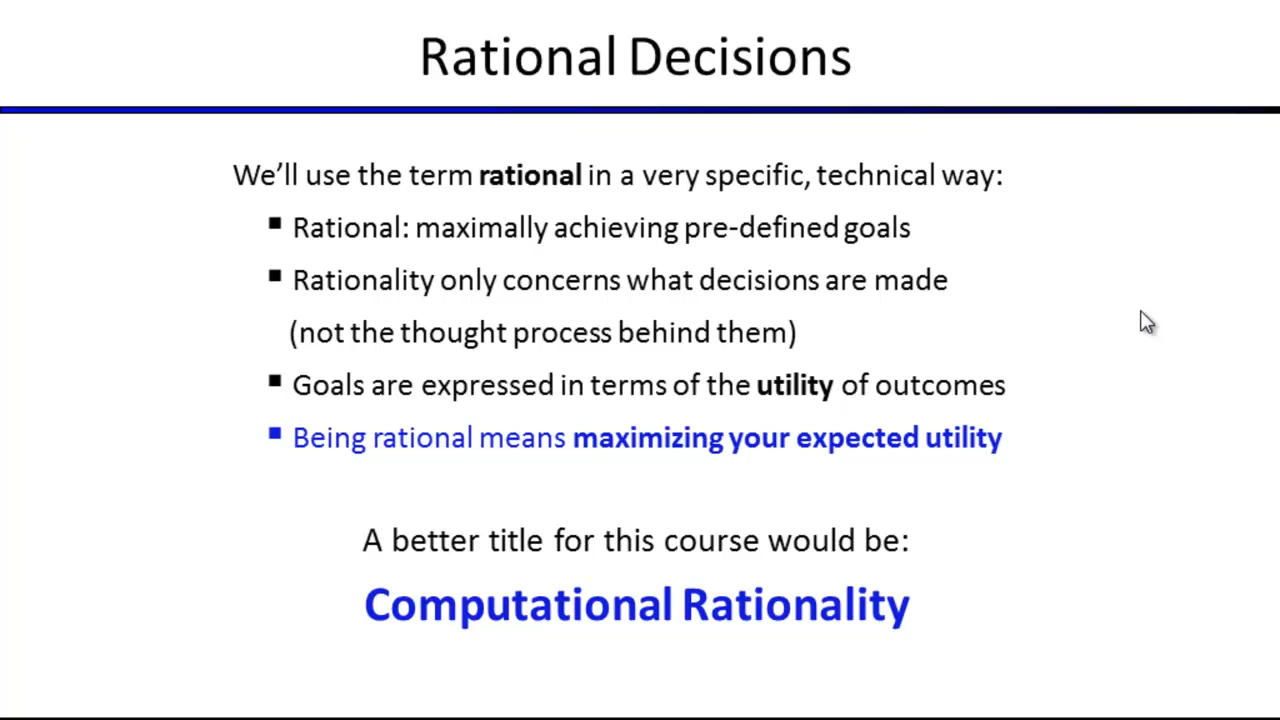 Rational Decisions
We’ll use the term rational in a very specific, technical way:
▪ Rational: maximally achieving pre-defined goals
▪ Rationality only concerns what decisions are made
(not the thought process behind them)
▪ Goals are expressed in terms of the utility of outcomes
▪ Being rational means maximizing your expected utility
A better title for this course would be:
Computational Rationality